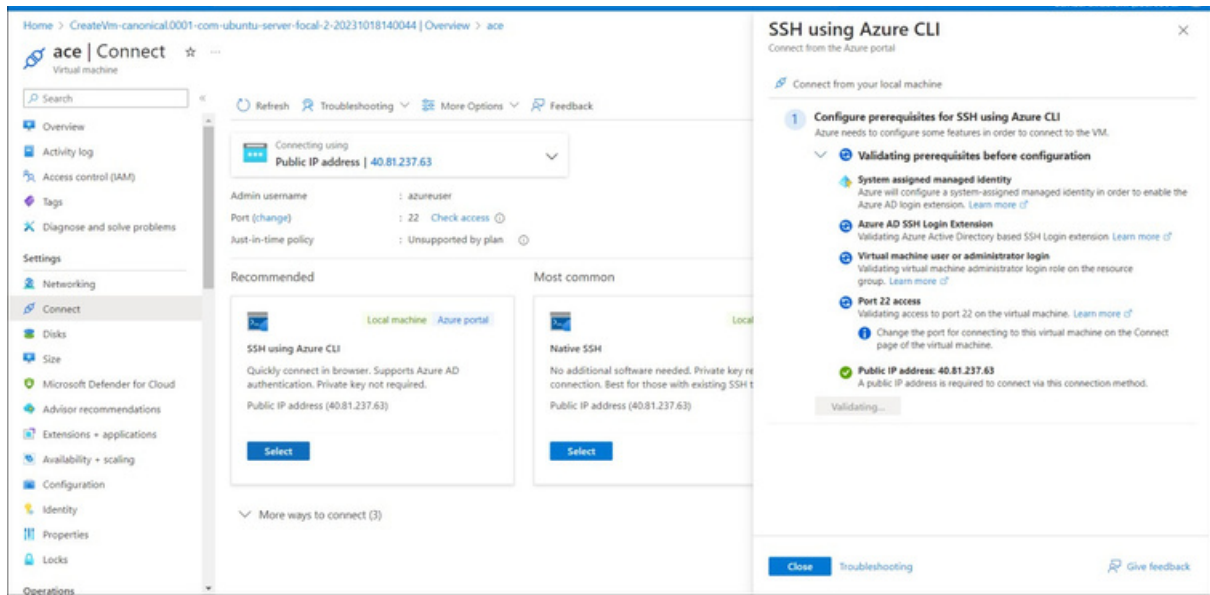 Home > CreateVm-canonical.0001-com-ubuntu-server-focal-2-20231018140044 | Overview > ace
ace | Connect
Virtual machine
Search
Overview
Activity log
Access control (IAM)
Tags
Diagnose and solve problems
Settings
Networking
Connect
Disks
Size
Microsoft Defender for Cloud
Advisor recommendations
Extensions + applications
Availability + scaling
Configuration
Identity
Properties
Locks
Operations
Refresh Troubleshooting More Options Feedback
Connecting using
Public IP address | 40.81.237.63
Admin username : azureuser
Port (change) : 22 Check access
Just-in-time policy : Unsupported by plan
Recommended
Local machine Azure portal
SSH using Azure CLI
Quickly connect in browser. Supports Azure AD
authentication. Private key not required.
Public IP address (40.81.237.63)
Select
Most common
Local
Native SSH
No additional software needed. Private key re
connection. Best for those with existing SSH t
Public IP address (40.81.237.63)
Select
More ways to connect (3)
SSH using Azure CLI
Connect from the Azure portal
Connect from your local machine
1 Configure prerequisites for SSH using Azure CLI
Azure needs to configure some features in order to connect to the VM.
Validating prerequisites before configuration
System assigned managed identity
Azure will configure a system-assigned managed identity in order to enable the
Azure AD login extension. Learn more
Azure AD SSH Login Extension
Validating Azure Active Directory based SSH Login extension Learn more
Virtual machine user or administrator login
Validating virtual machine administrator login role on the resource
group. Learn more
Port 22 access
Validating access to port 22 on the virtual machine. Learn more
Change the port for connecting to this virtual machine on the Connect
page of the virtual machine.
Public IP address: 40.81.237.63
A public IP address is required to connect via this connection method.
Validating...
Close Troubleshooting Give feedback